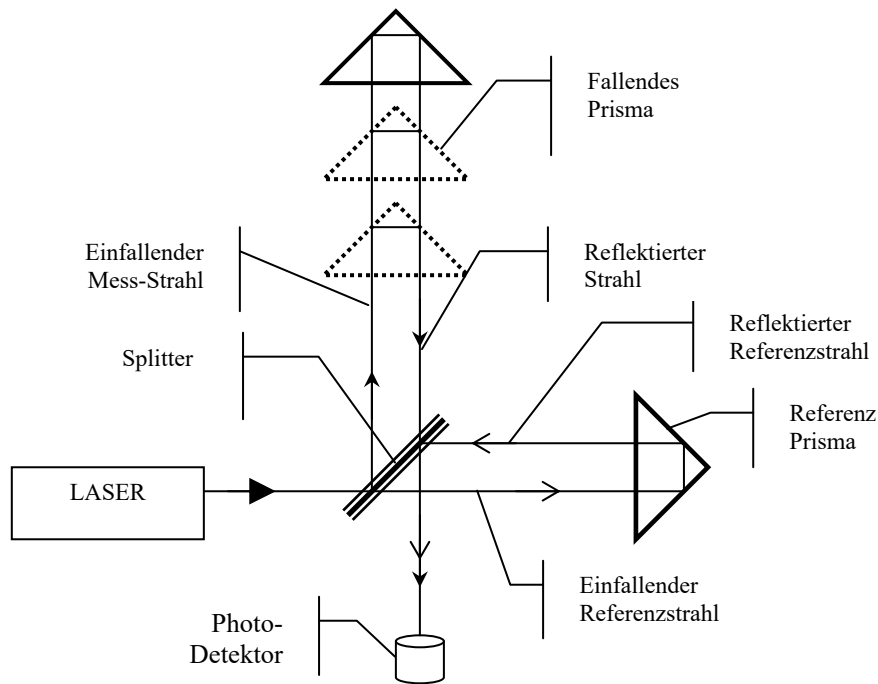 Fallendes
Prisma
Einfallender
Mess-Strahl
Reflektierter
Strahl
Reflektierter
Referenzstrahl
Splitter
Referenz
Prisma
LASER
Einfallender
Referenzstrahl
Photo-
Detektor